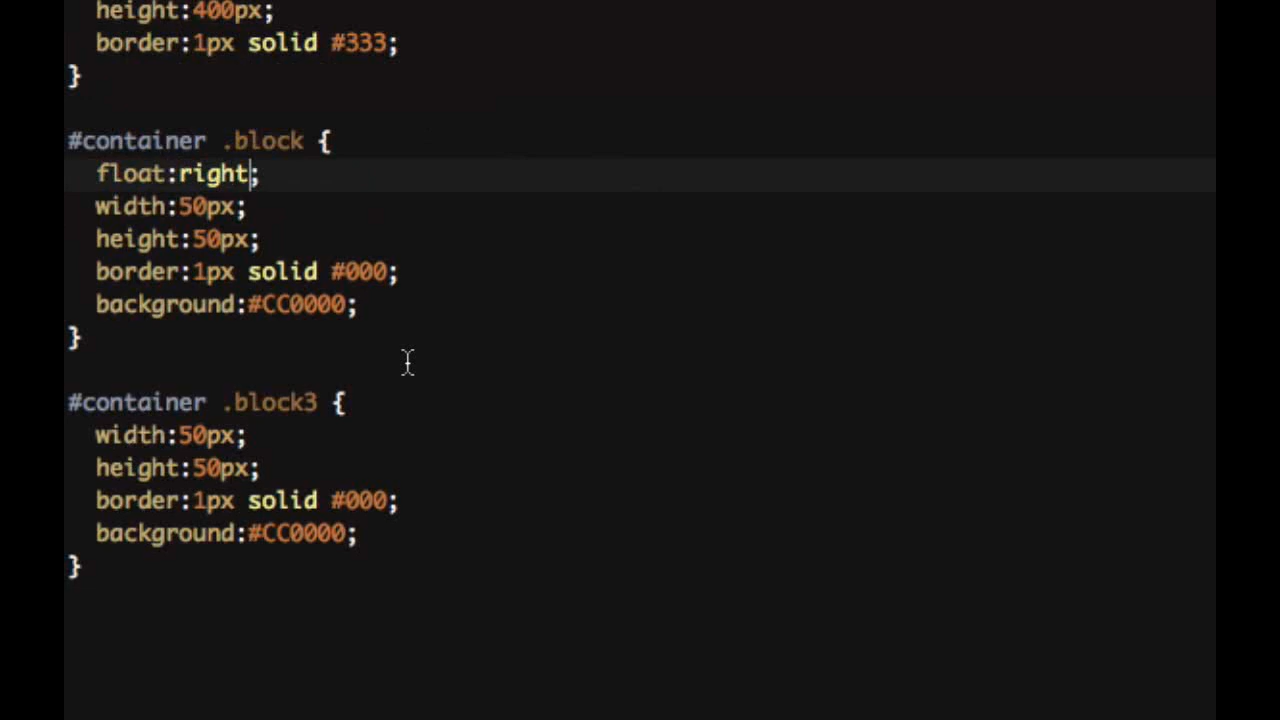 height:400px;
border:1px solid #333;
}
#container .block {
float:right;
width:50px;
height:50px;
border:1px solid #000;
background:#CC0000;
}
#container .block3 {
width:50px;
height:50px;
border:1px solid #000;
background:#CC0000;
}